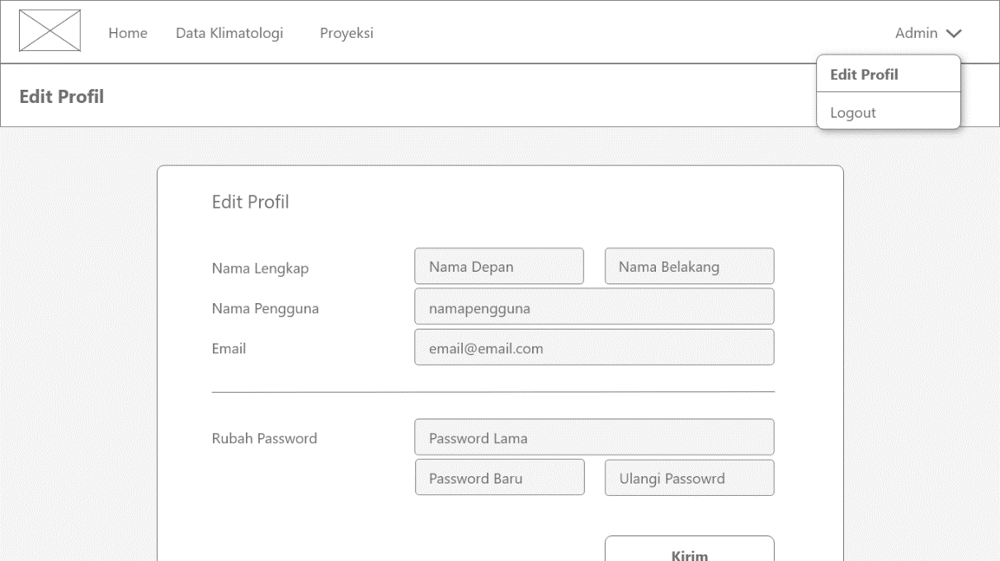 Home Data Klimatologi Proyeksi Admin
Edit Profil
Logout
Edit Profil
Edit Profil
Nama Lengkap Nama Depan Nama Belakang
Nama Pengguna namapengguna
Email email@email.com
Rubah Password Password Lama
Password Baru Ulangi Passowrd
Kirim